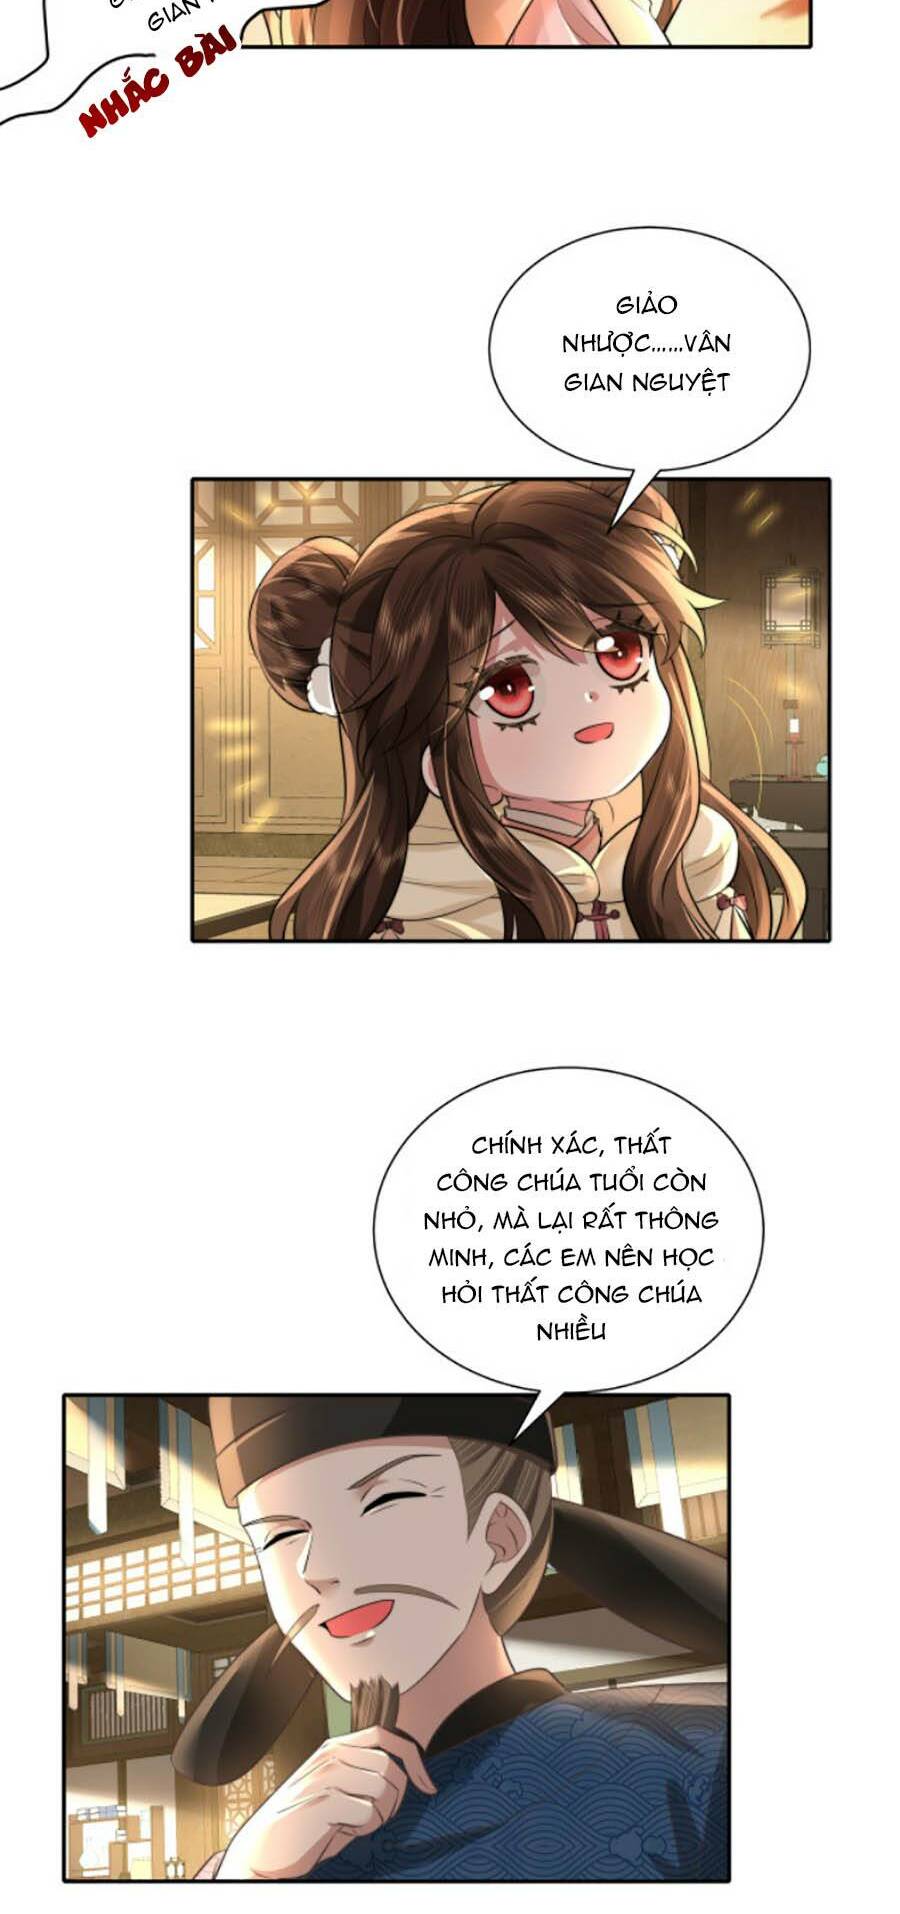 GIAN
NHẮC BÀI
GIẢO
NHƯỢC......VÂN
GIAN NGUYỆT
CHÍNH XÁC, THẤT
CÔNG CHÚA TUỔI CÒN
NHỎ, MÀ LẠI RẤT THÔNG
MINH, CÁC EM NÊN HỌC
HỎI THẤT CÔNG CHÚA
NHIỀU